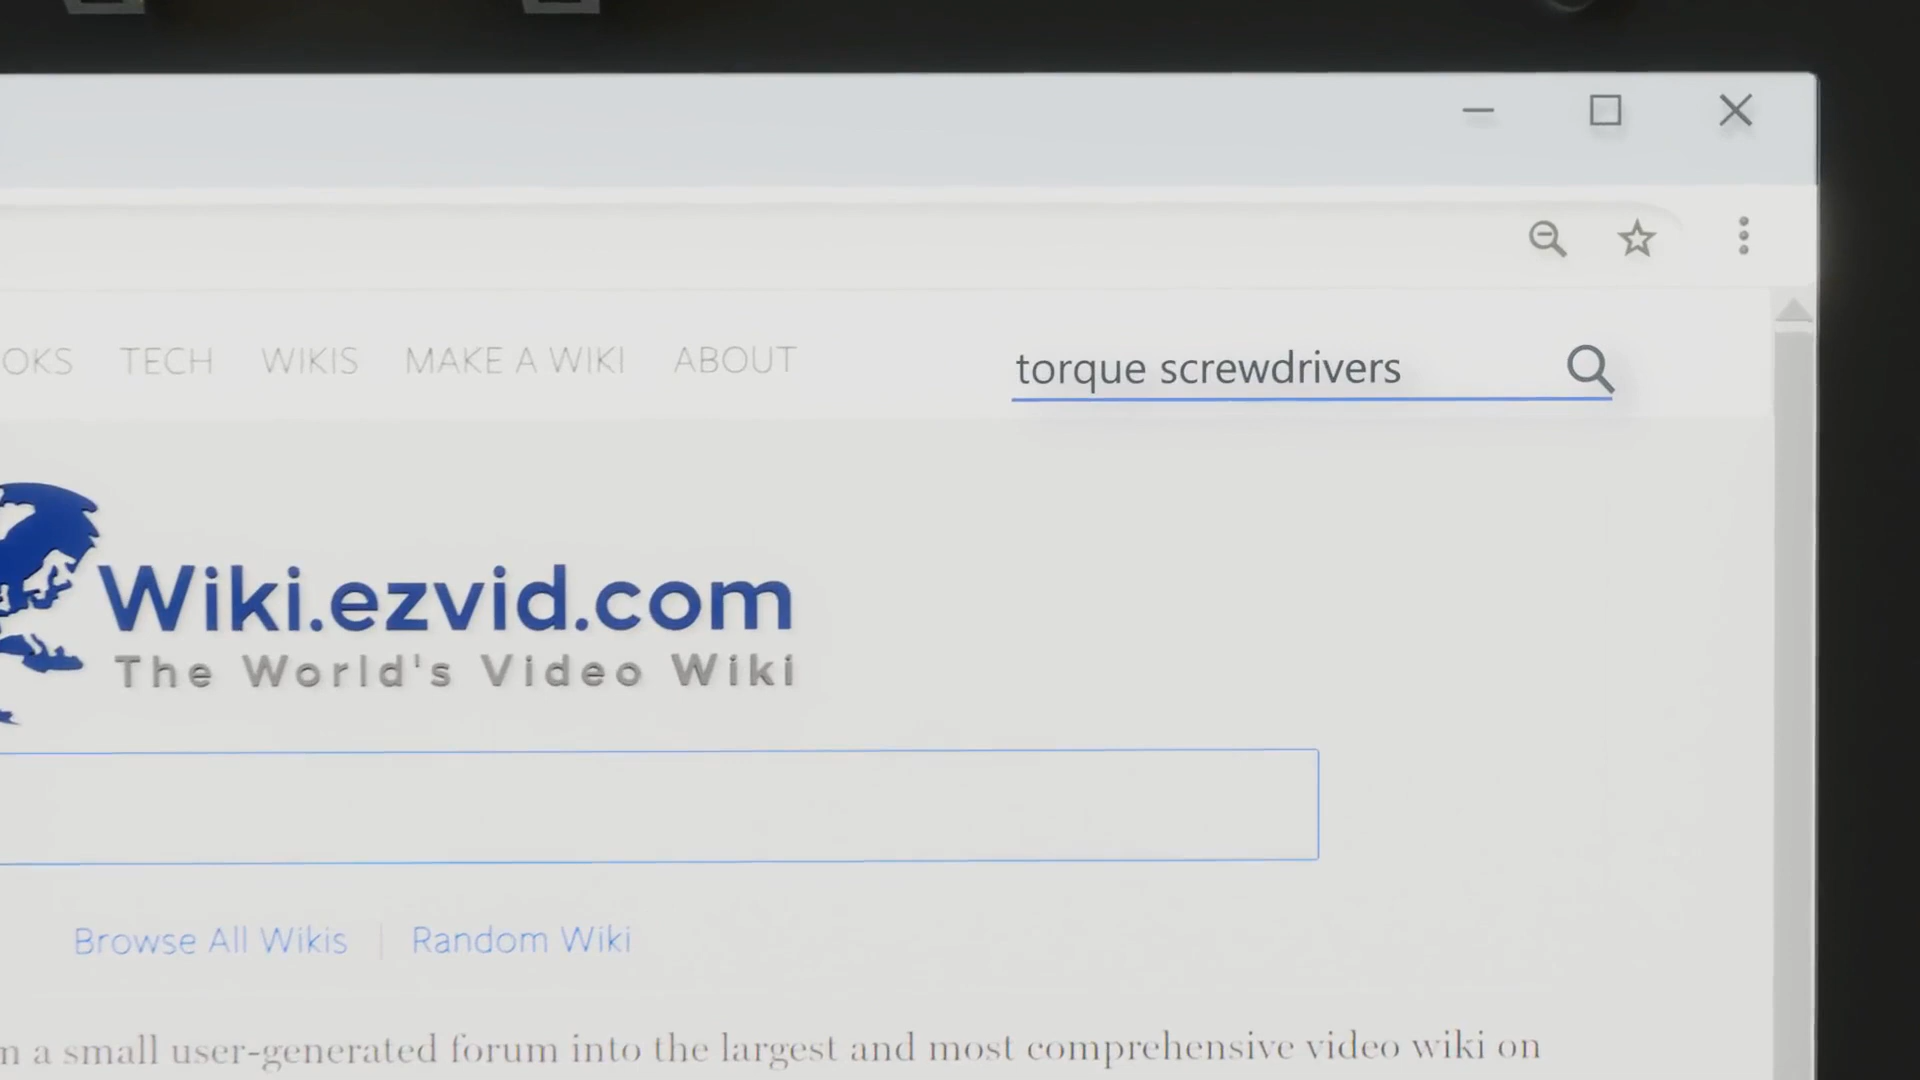 TECH WIKIS MAKE A WIKI ABOUT
torque screwdrivers
Wiki.ezvid.com
The World's Video Wiki
Browse All Wikis | Random Wiki
a small user-generated forum into the largest and most comprehensive video wiki on